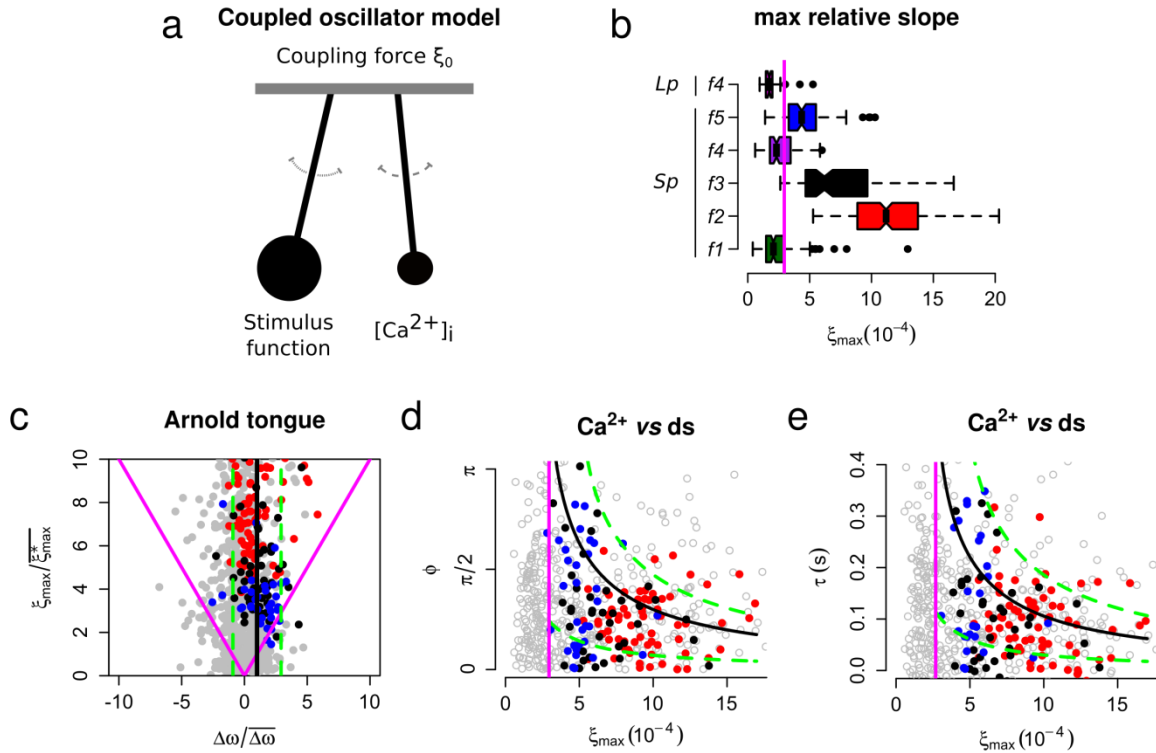 a
Coupled oscillator model
Coupling force ξ₀
Stimulus
function
[Ca²⁺]ᵢ
b
max relative slope
Lp
f4
f5
f4
Sp
f3
f2
f1
0 5 10 15 20
ξmax(10⁻⁴)
c
Arnold tongue
10
8
6
4
2
0
ξmax/ξ*max
-10 -5 0 5 10
Δω/Δω
d
Ca²⁺ vs ds
π
π/2
0
ϕ
5 10 15
ξmax(10⁻⁴)
e
Ca²⁺ vs ds
0.4
0.3
0.2
0.1
0.0
τ (s)
0 5 10 15
ξmax(10⁻⁴)